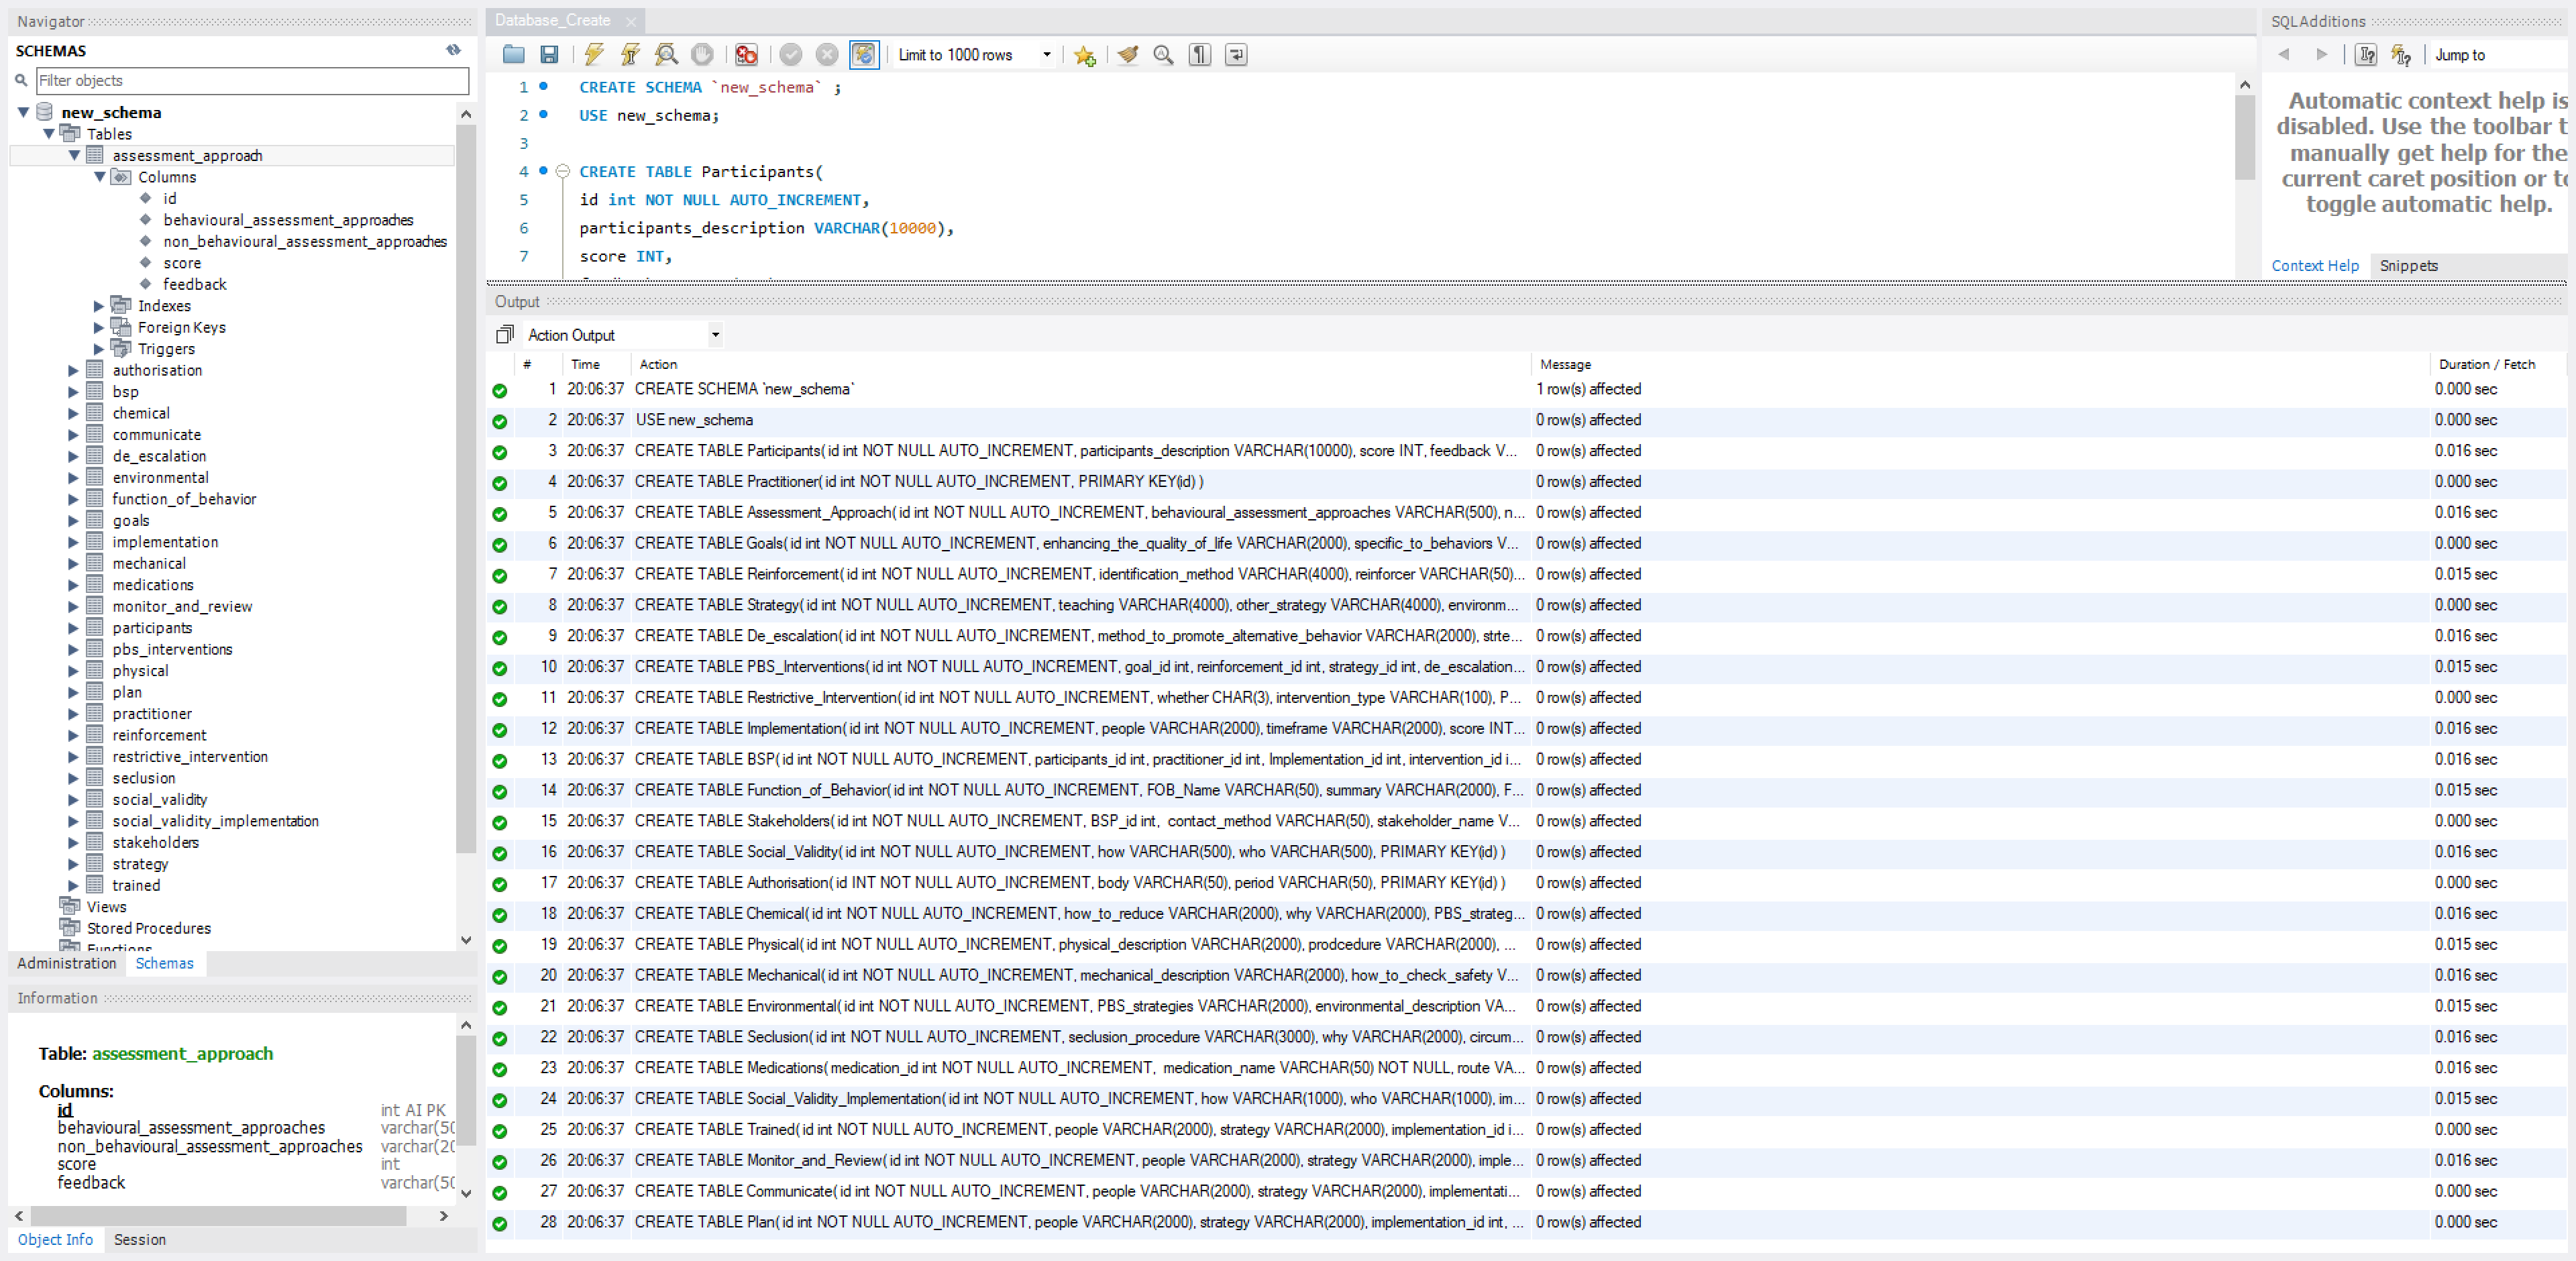 Navigator
SCHEMAS
Filter objects
new_schema
Tables
assessment_approach
Columns
id
behavioural_assessment_approaches
non_behavioural_assessment_approaches
score
feedback
Indexes
Foreign Keys
Triggers
authorisation
bsp
chemical
communicate
de_escalation
environmental
function_of_behavior
goals
implementation
mechanical
medications
monitor_and_review
participants
pbs_interventions
physical
plan
practitioner
reinforcement
restrictive_intervention
seclusion
social_validity
social_validity_implementation
stakeholders
strategy
trained
Views
Stored Procedures
Functions
Administration Schemas
Information
Table: assessment_approach
Columns:
id int AI PK
behavioural_assessment_approaches varchar(50
non_behavioural_assessment_approaches varchar(20
score int
feedback varchar(50
Object Info Session
Database_Create
Limit to 1000 rows
1 CREATE SCHEMA `new_schema` ;
2 USE new_schema;
3
4 CREATE TABLE Participants(
5 id int NOT NULL AUTO_INCREMENT,
6 participants_description VARCHAR(10000),
7 score INT,
Output
Action Output
# Time Action Message Duration / Fetch
1 20:06:37 CREATE SCHEMA `new_schema` 1 row(s) affected 0.000 sec
2 20:06:37 USE new_schema 0 row(s) affected 0.000 sec
3 20:06:37 CREATE TABLE Participants( id int NOT NULL AUTO_INCREMENT, participants_description VARCHAR(10000), score INT, feedback V... 0 row(s) affected 0.016 sec
4 20:06:37 CREATE TABLE Practitioner( id int NOT NULL AUTO_INCREMENT, PRIMARY KEY(id) ) 0 row(s) affected 0.000 sec
5 20:06:37 CREATE TABLE Assessment_Approach( id int NOT NULL AUTO_INCREMENT, behavioural_assessment_approaches VARCHAR(500), n... 0 row(s) affected 0.016 sec
6 20:06:37 CREATE TABLE Goals( id int NOT NULL AUTO_INCREMENT, enhancing_the_quality_of_life VARCHAR(2000), specific_to_behaviors V... 0 row(s) affected 0.000 sec
7 20:06:37 CREATE TABLE Reinforcement( id int NOT NULL AUTO_INCREMENT, identification_method VARCHAR(4000), reinforcer VARCHAR(50)... 0 row(s) affected 0.015 sec
8 20:06:37 CREATE TABLE Strategy( id int NOT NULL AUTO_INCREMENT, teaching VARCHAR(4000), other_strategy VARCHAR(4000), environm... 0 row(s) affected 0.000 sec
9 20:06:37 CREATE TABLE De_escalation( id int NOT NULL AUTO_INCREMENT, method_to_promote_alternative_behavior VARCHAR(2000), strte... 0 row(s) affected 0.016 sec
10 20:06:37 CREATE TABLE PBS_Interventions( id int NOT NULL AUTO_INCREMENT, goal_id int, reinforcement_id int, strategy_id int, de_escalation... 0 row(s) affected 0.015 sec
11 20:06:37 CREATE TABLE Restrictive_Intervention( id int NOT NULL AUTO_INCREMENT, whether CHAR(3), intervention_type VARCHAR(100), P... 0 row(s) affected 0.000 sec
12 20:06:37 CREATE TABLE Implementation( id int NOT NULL AUTO_INCREMENT, people VARCHAR(2000), timeframe VARCHAR(2000), score INT... 0 row(s) affected 0.016 sec
13 20:06:37 CREATE TABLE BSP( id int NOT NULL AUTO_INCREMENT, participants_id int, practitioner_id int, Implementation_id int, intervention_id i... 0 row(s) affected 0.016 sec
14 20:06:37 CREATE TABLE Function_of_Behavior( id int NOT NULL AUTO_INCREMENT, FOB_Name VARCHAR(50), summary VARCHAR(2000), F... 0 row(s) affected 0.015 sec
15 20:06:37 CREATE TABLE Stakeholders( id int NOT NULL AUTO_INCREMENT, BSP_id int, contact_method VARCHAR(50), stakeholder_name V... 0 row(s) affected 0.000 sec
16 20:06:37 CREATE TABLE Social_Validity( id int NOT NULL AUTO_INCREMENT, how VARCHAR(500), who VARCHAR(500), PRIMARY KEY(id) ) 0 row(s) affected 0.016 sec
17 20:06:37 CREATE TABLE Authorisation( id INT NOT NULL AUTO_INCREMENT, body VARCHAR(50), period VARCHAR(50), PRIMARY KEY(id) ) 0 row(s) affected 0.000 sec
18 20:06:37 CREATE TABLE Chemical( id int NOT NULL AUTO_INCREMENT, how_to_reduce VARCHAR(2000), why VARCHAR(2000), PBS_strateg... 0 row(s) affected 0.016 sec
19 20:06:37 CREATE TABLE Physical( id int NOT NULL AUTO_INCREMENT, physical_description VARCHAR(2000), prodcedure VARCHAR(2000), ... 0 row(s) affected 0.015 sec
20 20:06:37 CREATE TABLE Mechanical( id int NOT NULL AUTO_INCREMENT, mechanical_description VARCHAR(2000), how_to_check_safety V... 0 row(s) affected 0.016 sec
21 20:06:37 CREATE TABLE Environmental( id int NOT NULL AUTO_INCREMENT, PBS_strategies VARCHAR(2000), environmental_description VA... 0 row(s) affected 0.015 sec
22 20:06:37 CREATE TABLE Seclusion( id int NOT NULL AUTO_INCREMENT, seclusion_procedure VARCHAR(3000), why VARCHAR(2000), circum... 0 row(s) affected 0.016 sec
23 20:06:37 CREATE TABLE Medications( medication_id int NOT NULL AUTO_INCREMENT, medication_name VARCHAR(50) NOT NULL, route VA... 0 row(s) affected 0.016 sec
24 20:06:37 CREATE TABLE Social_Validity_Implementation( id int NOT NULL AUTO_INCREMENT, how VARCHAR(1000), who VARCHAR(1000), im... 0 row(s) affected 0.015 sec
25 20:06:37 CREATE TABLE Trained( id int NOT NULL AUTO_INCREMENT, people VARCHAR(2000), strategy VARCHAR(2000), implementation_id i... 0 row(s) affected 0.000 sec
26 20:06:37 CREATE TABLE Monitor_and_Review( id int NOT NULL AUTO_INCREMENT, people VARCHAR(2000), strategy VARCHAR(2000), imple... 0 row(s) affected 0.016 sec
27 20:06:37 CREATE TABLE Communicate( id int NOT NULL AUTO_INCREMENT, people VARCHAR(2000), strategy VARCHAR(2000), implementati... 0 row(s) affected 0.000 sec
28 20:06:37 CREATE TABLE Plan( id int NOT NULL AUTO_INCREMENT, people VARCHAR(2000), strategy VARCHAR(2000), implementation_id int, ... 0 row(s) affected 0.000 sec
SQLAdditions
Jump to
Automatic context help is
disabled. Use the toolbar t
manually get help for the
current caret position or to
toggle automatic help.
Context Help Snippets